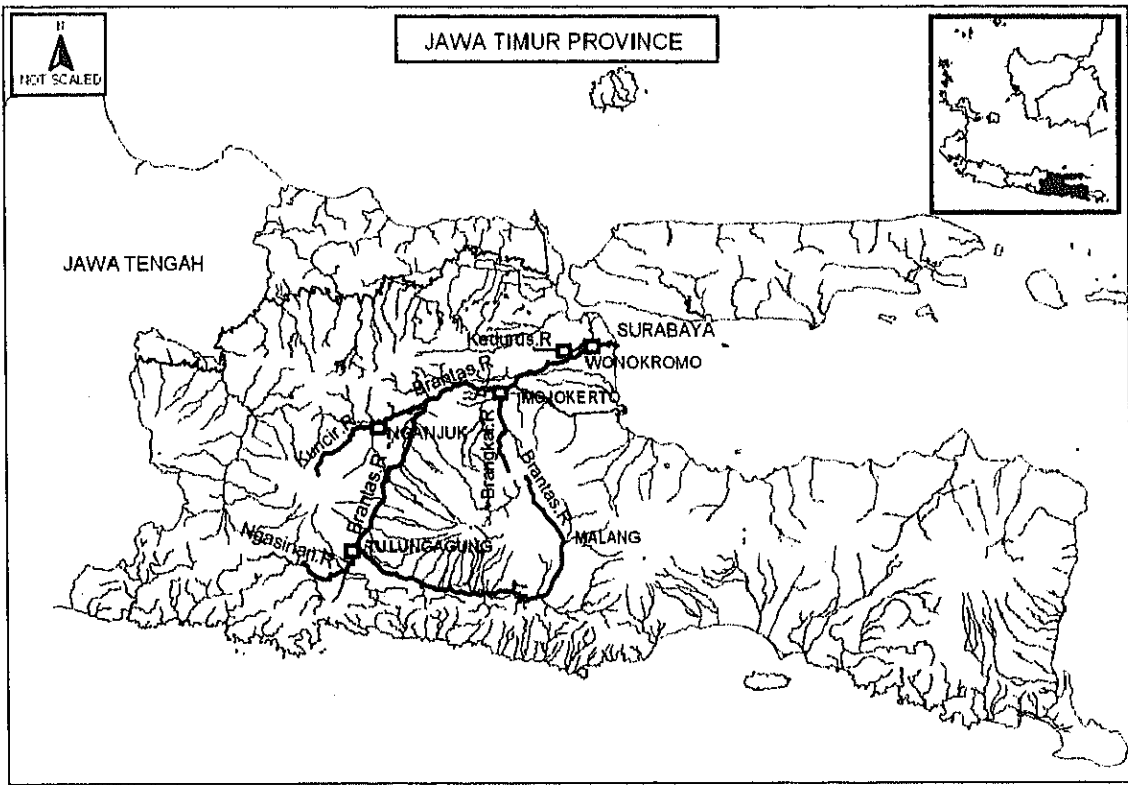 N
NOT SCALED
JAWA TIMUR PROVINCE
JAWA TENGAH
SURABAYA
Kedurus.R
WONOKROMO
Brantas.R
MOJOKERTO
NGANJUK
Kuncir.R
Brangkal.R
Brantas.R
Brantas.R
MALANG
Ngasinan.R
TULUNGAGUNG